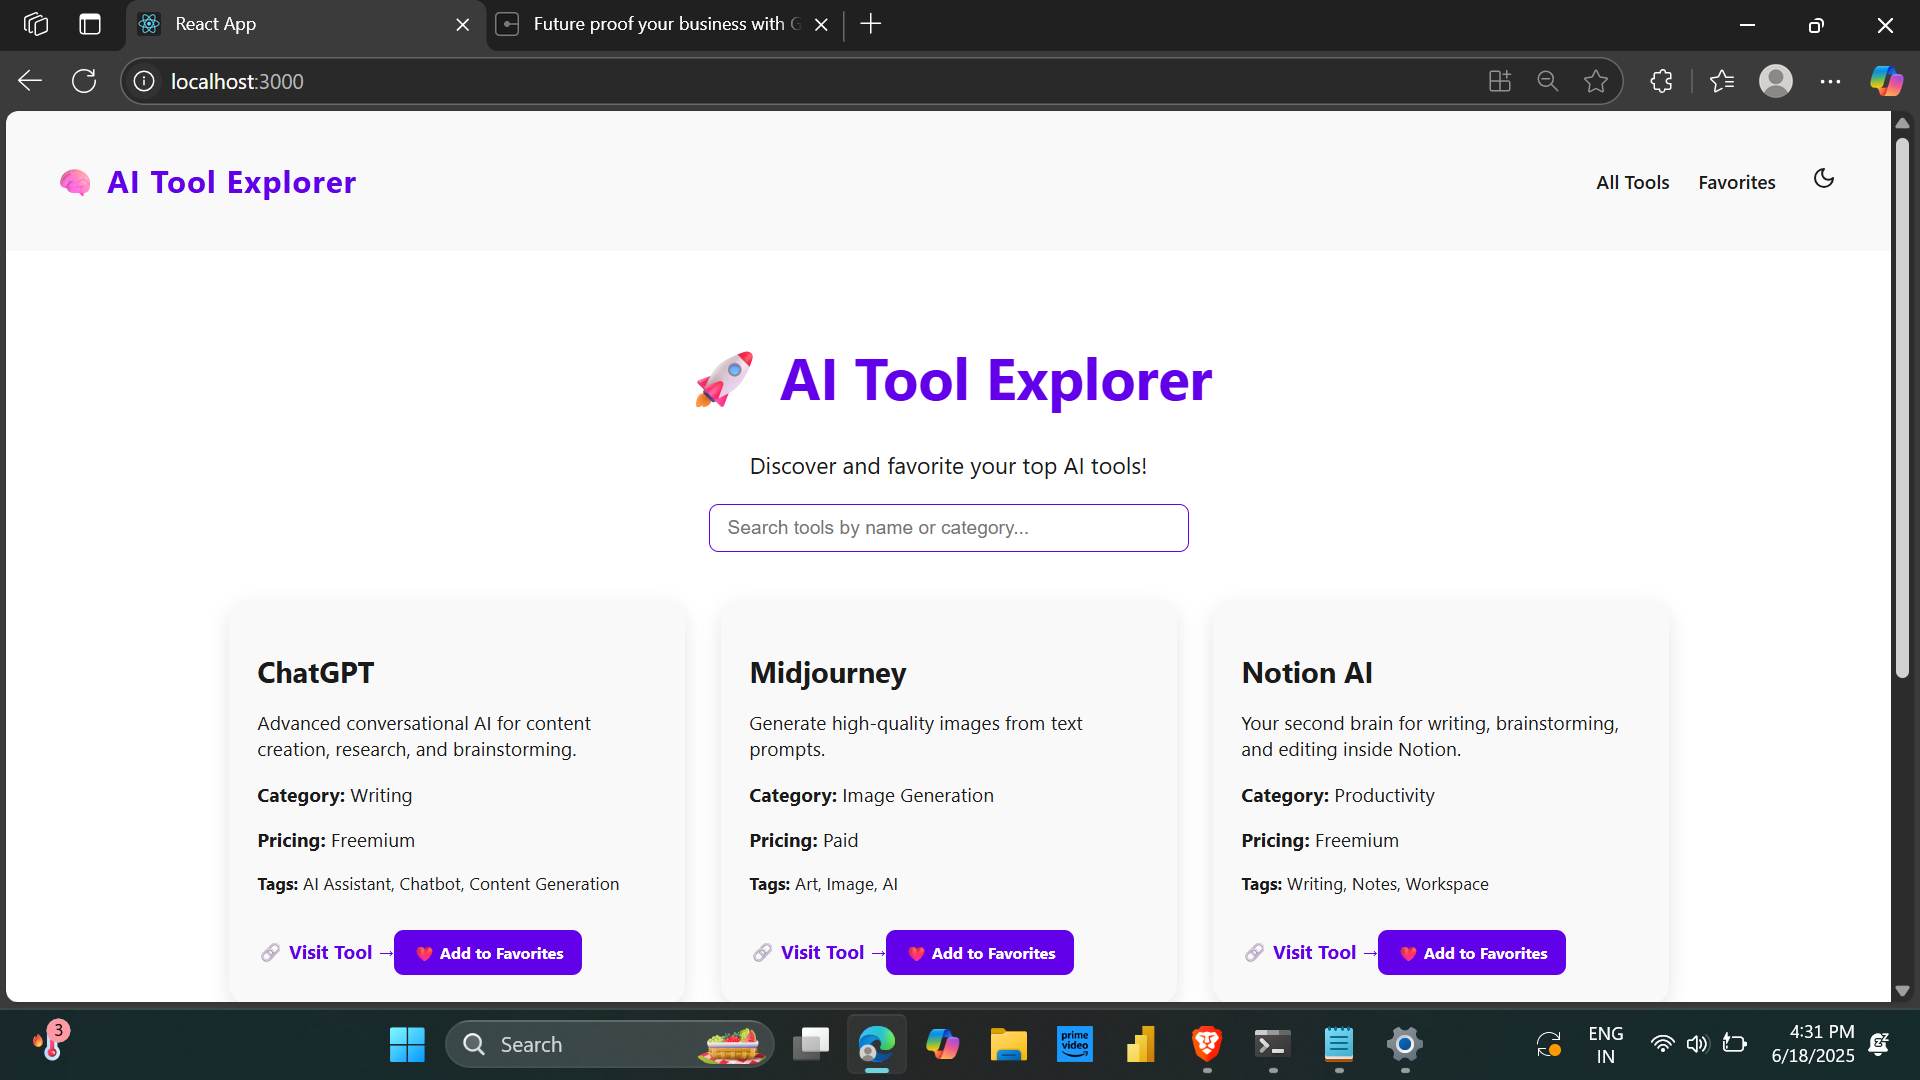 React App
Future proof your business with G
localhost:3000
AI Tool Explorer
All Tools
Favorites
AI Tool Explorer
Discover and favorite your top AI tools!
Search tools by name or category...
ChatGPT
Advanced conversational AI for content
creation, research, and brainstorming.
Category: Writing
Pricing: Freemium
Tags: AI Assistant, Chatbot, Content Generation
Visit Tool →
Add to Favorites
Midjourney
Generate high-quality images from text
prompts.
Category: Image Generation
Pricing: Paid
Tags: Art, Image, AI
Visit Tool →
Add to Favorites
Notion AI
Your second brain for writing, brainstorming,
and editing inside Notion.
Category: Productivity
Pricing: Freemium
Tags: Writing, Notes, Workspace
Visit Tool →
Add to Favorites
3
Search
prime
video
ENG
IN
4:31 PM
6/18/2025